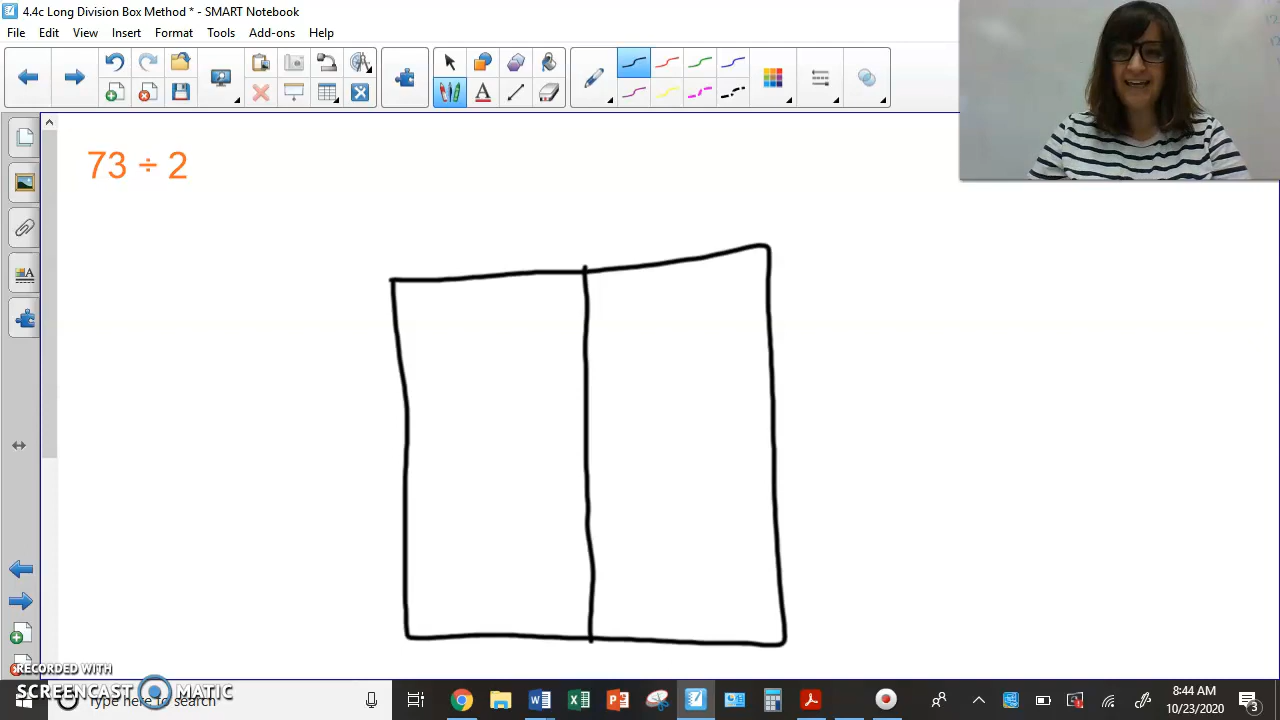 4.4c Long Division Box Method * - SMART Notebook
File Edit View Insert Format Tools Add-ons Help
73 ÷ 2
RECORDED WITH
SCREENCAST MATIC
Type here to search
8:44 AM
10/23/2020
3